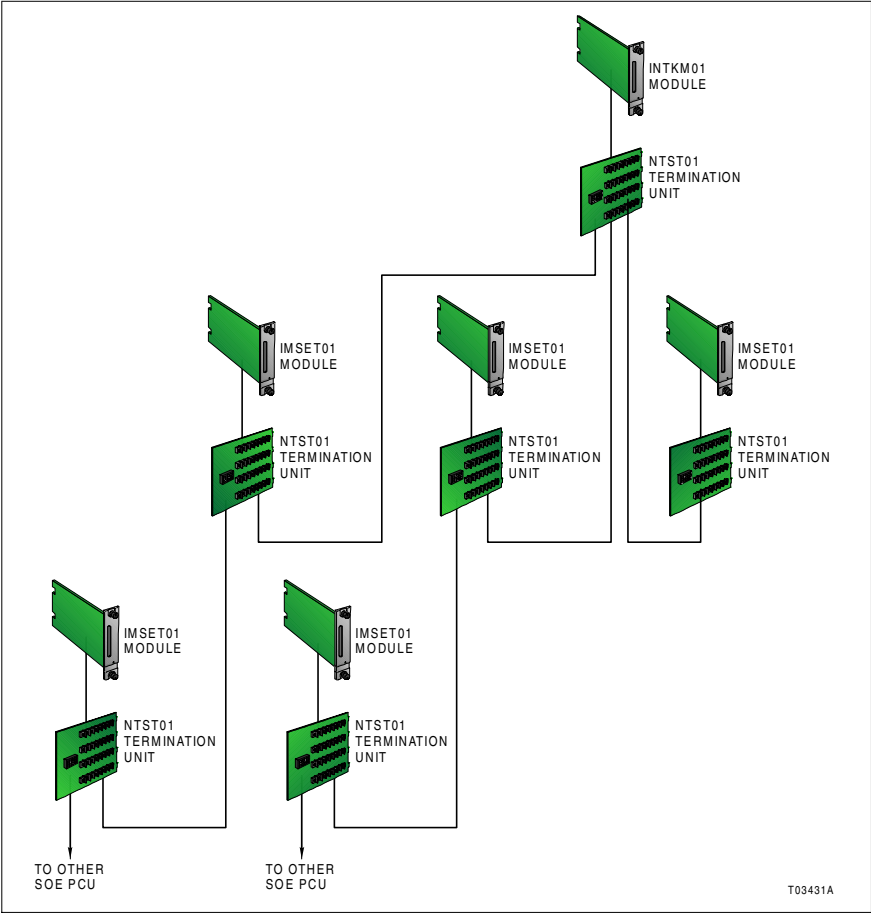 INTKM01
MODULE
NTST01
TERMINATION
UNIT
IMSET01
MODULE
IMSET01
MODULE
IMSET01
MODULE
NTST01
TERMINATION
UNIT
NTST01
TERMINATION
UNIT
NTST01
TERMINATION
UNIT
IMSET01
MODULE
IMSET01
MODULE
NTST01
TERMINATION
UNIT
NTST01
TERMINATION
UNIT
TO OTHER
SOE PCU
TO OTHER
SOE PCU
T03431A